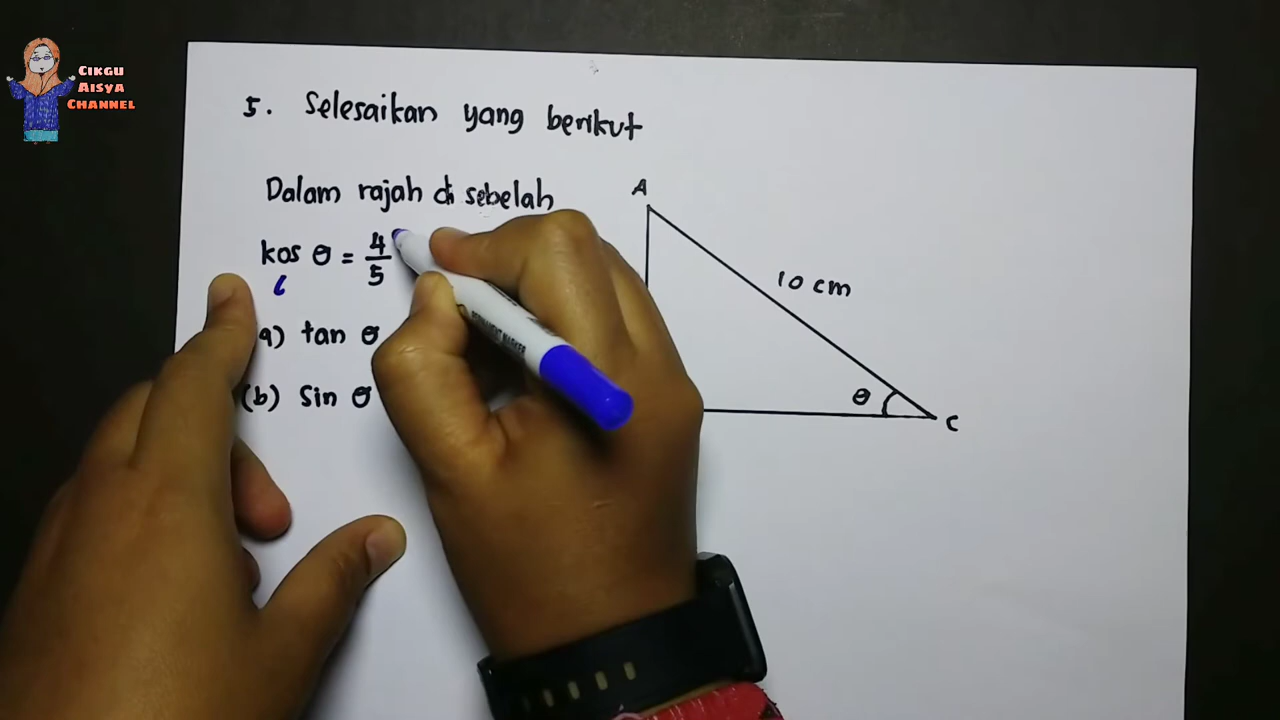 Cikgu
Aisya
Channel
5. Selesaikan yang berikut
Dalam rajah di sebelah
kos θ = 4/5
a) tan θ
(b) Sin θ
A
10 cm
θ
C